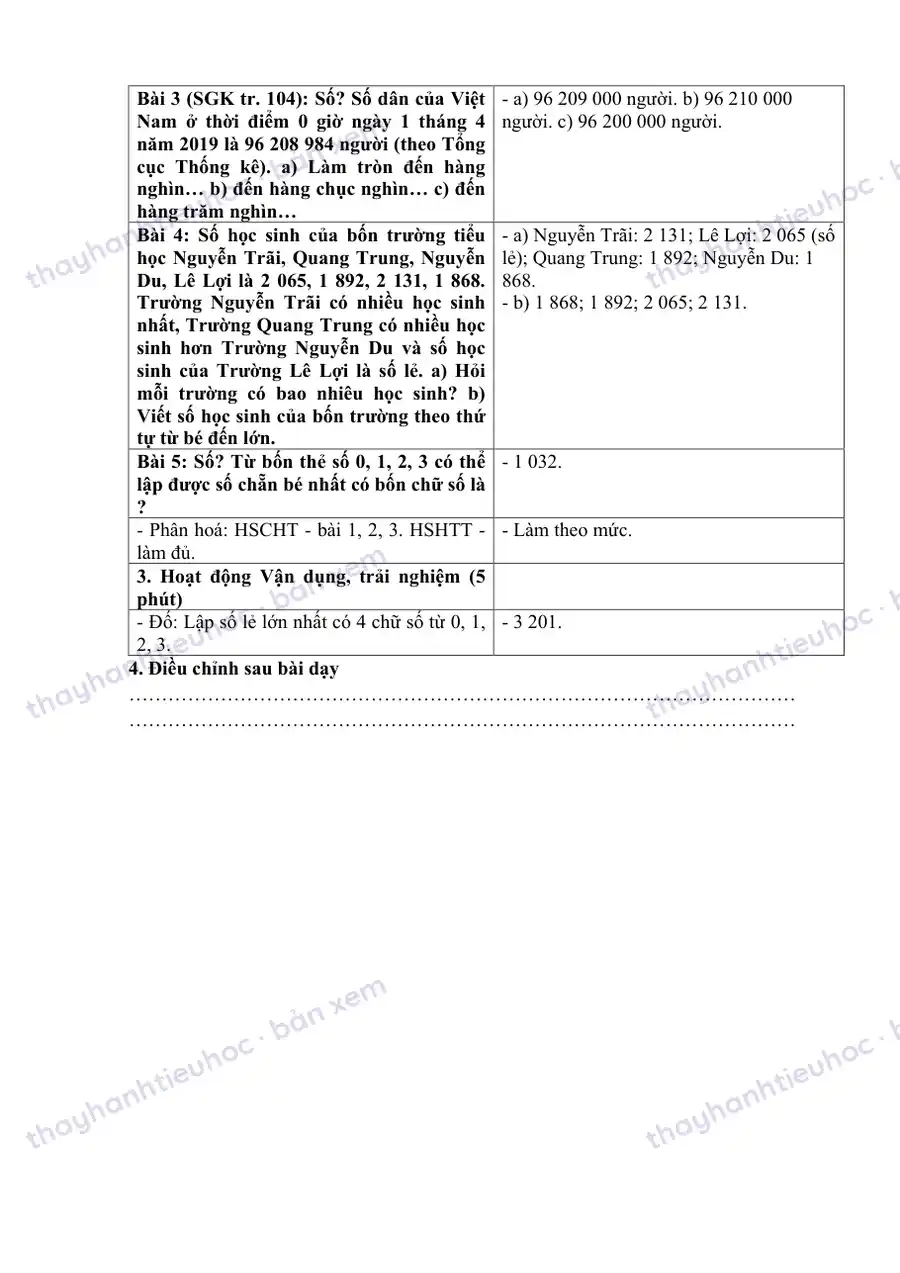 Bài 3 (SGK tr. 104): Số? Số dân của Việt
Nam ở thời điểm 0 giờ ngày 1 tháng 4
năm 2019 là 96 208 984 người (theo Tổng
cục Thống kê). a) Làm tròn đến hàng
nghìn… b) đến hàng chục nghìn… c) đến
hàng trăm nghìn…
- a) 96 209 000 người. b) 96 210 000
người. c) 96 200 000 người.
Bài 4: Số học sinh của bốn trường tiểu
học Nguyễn Trãi, Quang Trung, Nguyễn
Du, Lê Lợi là 2 065, 1 892, 2 131, 1 868.
Trường Nguyễn Trãi có nhiều học sinh
nhất, Trường Quang Trung có nhiều học
sinh hơn Trường Nguyễn Du và số học
sinh của Trường Lê Lợi là số lẻ. a) Hỏi
mỗi trường có bao nhiêu học sinh? b)
Viết số học sinh của bốn trường theo thứ
tự từ bé đến lớn.
- a) Nguyễn Trãi: 2 131; Lê Lợi: 2 065 (số
lẻ); Quang Trung: 1 892; Nguyễn Du: 1
868.
- b) 1 868; 1 892; 2 065; 2 131.
Bài 5: Số? Từ bốn thẻ số 0, 1, 2, 3 có thể
lập được số chẵn bé nhất có bốn chữ số là
?
- 1 032.
- Phân hoá: HSCHT - bài 1, 2, 3. HSHTT -
làm đủ.
- Làm theo mức.
3. Hoạt động Vận dụng, trải nghiệm (5
phút)
- Đố: Lập số lẻ lớn nhất có 4 chữ số từ 0, 1,
2, 3.
- 3 201.
4. Điều chỉnh sau bài dạy
……………………………………………………………………………………………
……………………………………………………………………………………………
thayhanhtieuhoc · bản xem
thayhanhtieuhoc · b
thayhanhtieuhoc · bản xem
thayhanhtieuhoc · b
thayhanhtieuhoc · bản xem
thayhanhtieuhoc · b